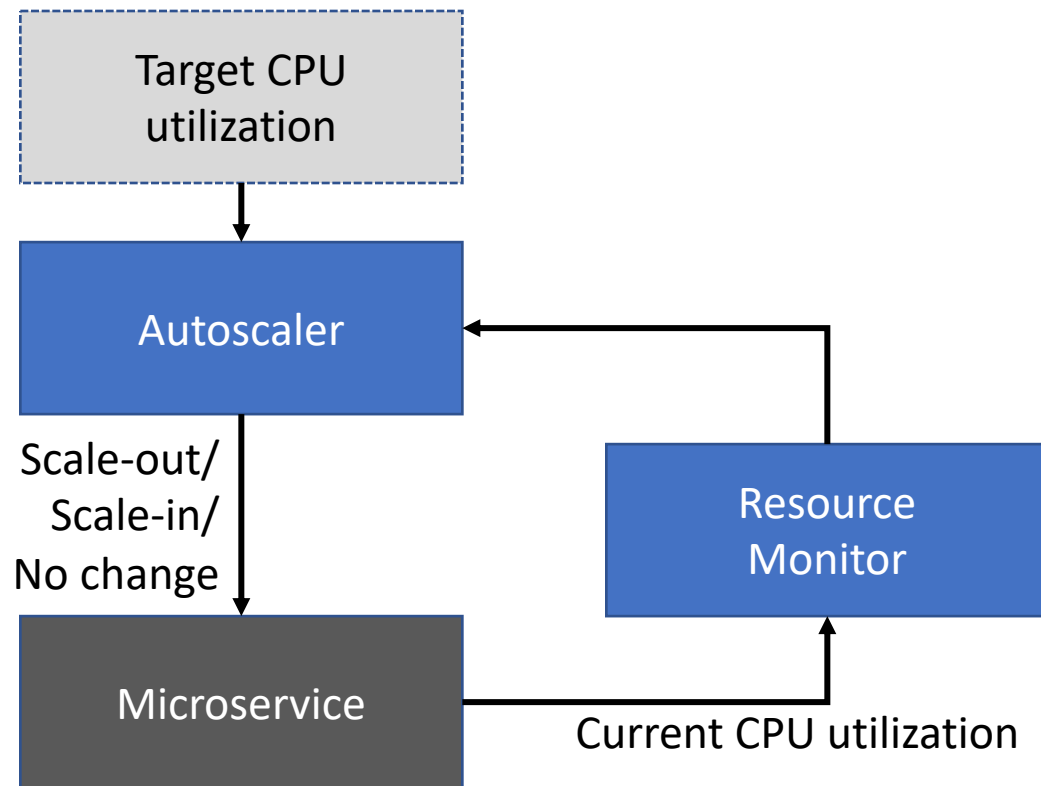 Target CPU
utilization
Autoscaler
Scale-out/
Scale-in/
No change
Resource
Monitor
Microservice
Current CPU utilization